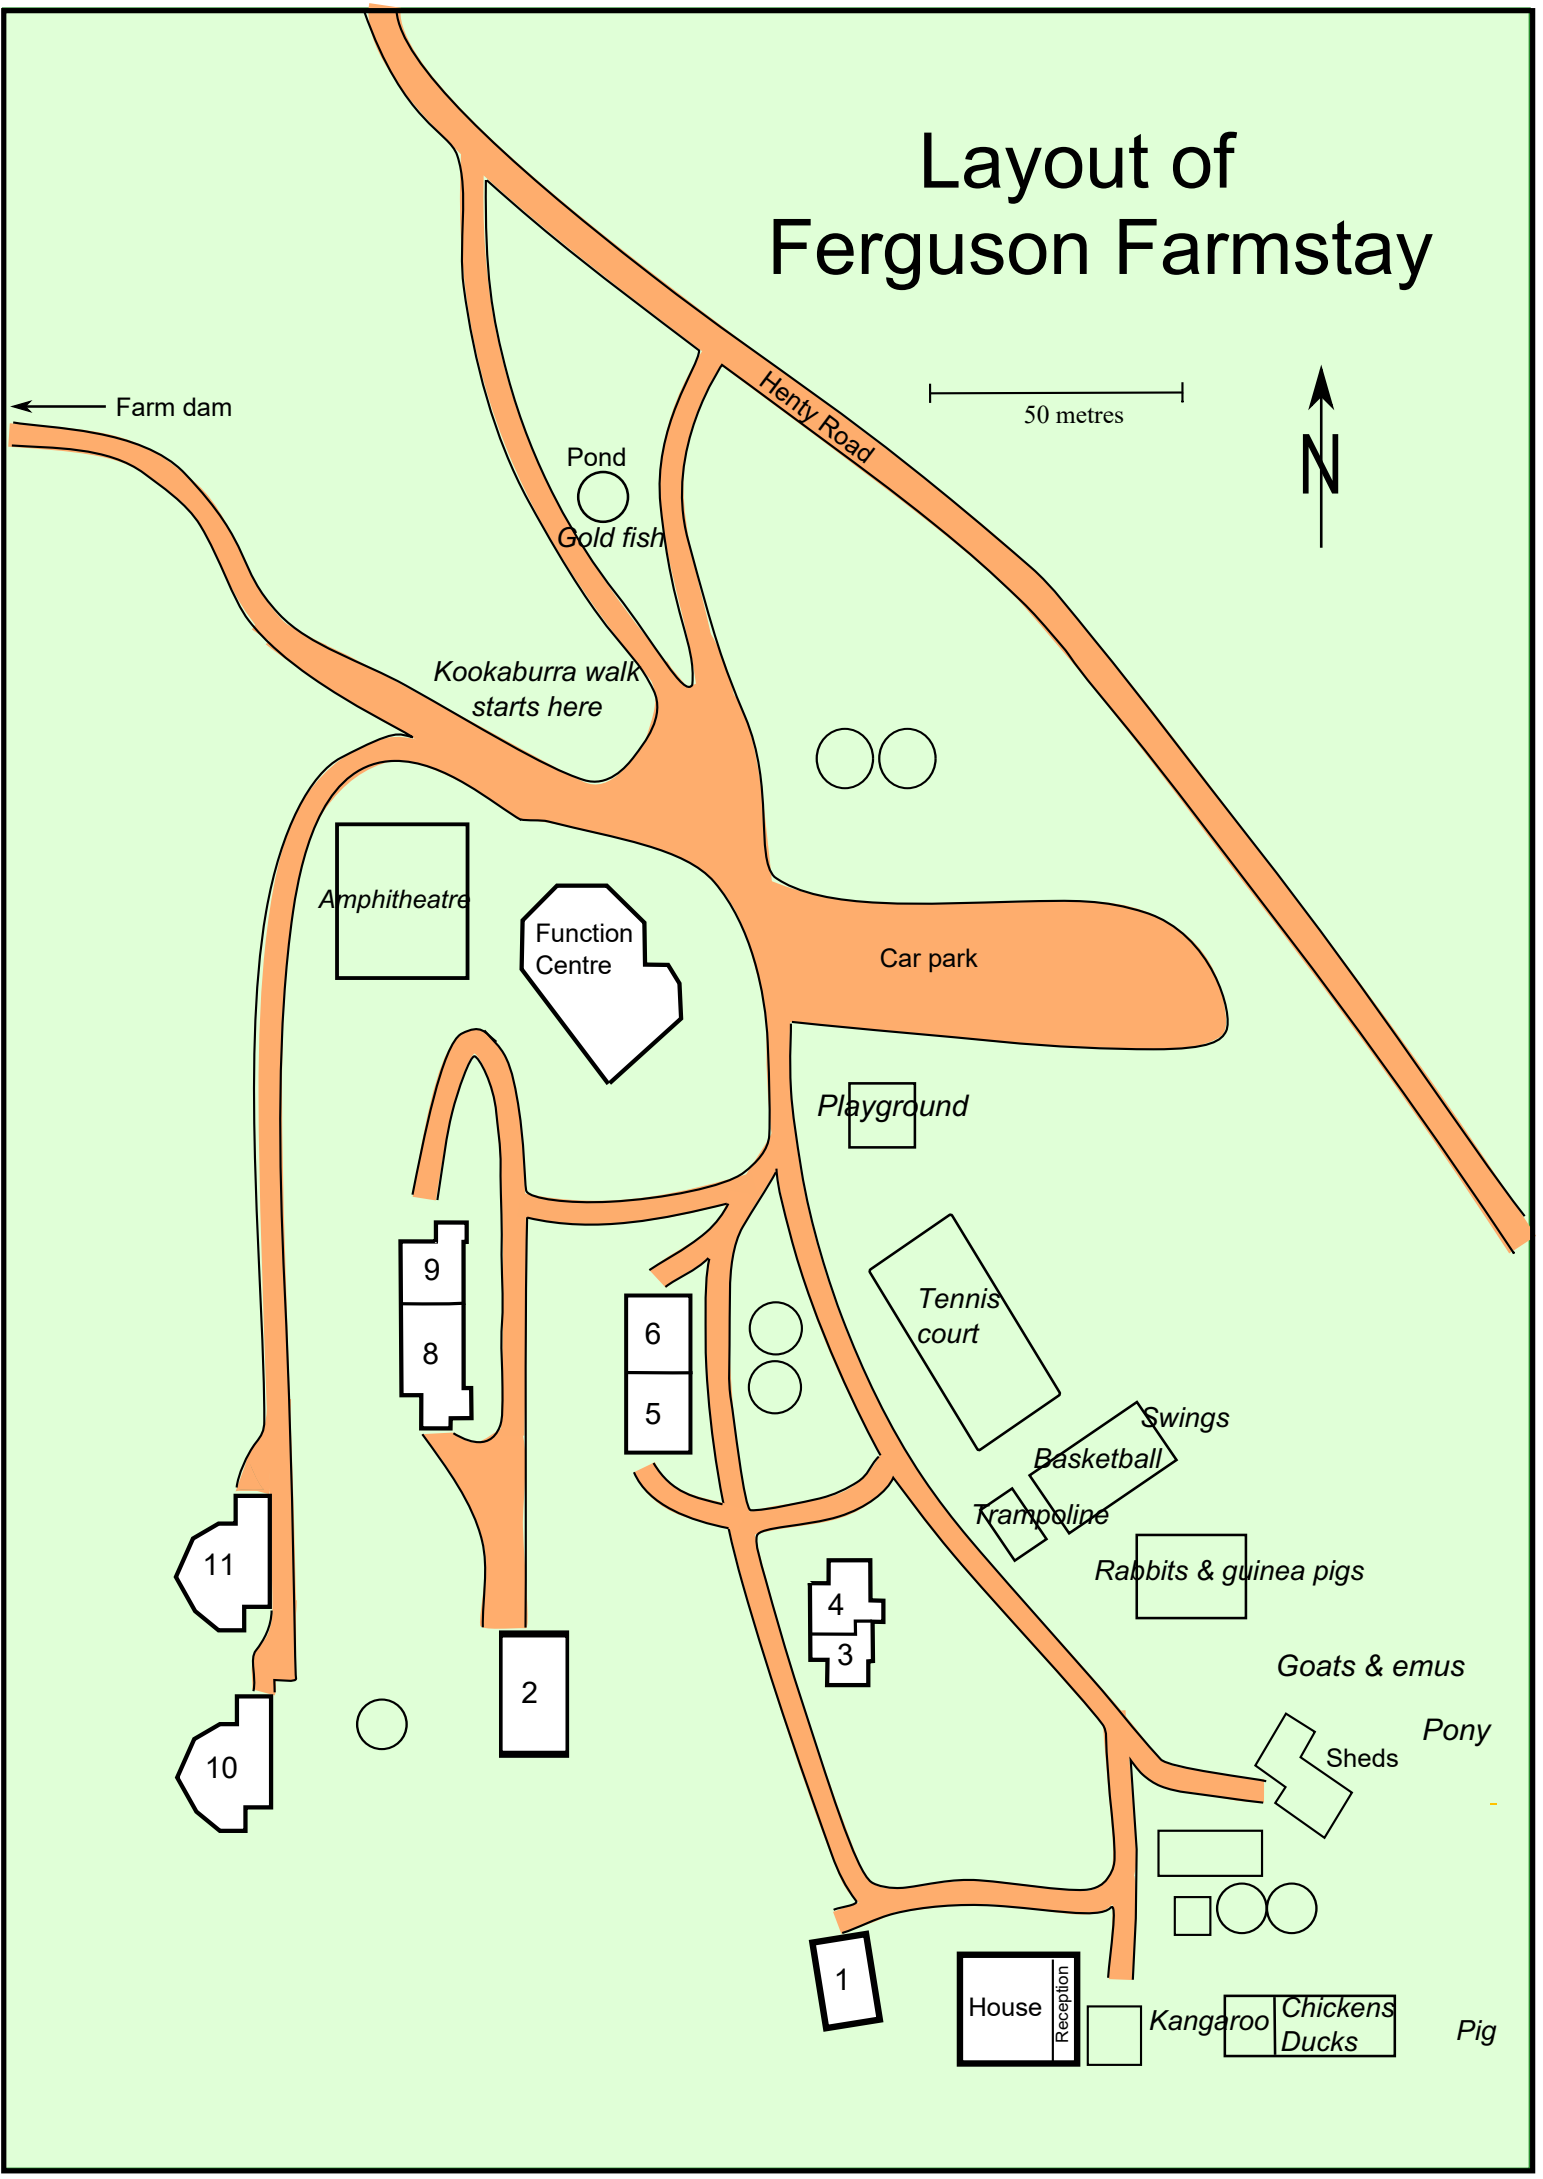 Layout of
Ferguson Farmstay
Henty Road
50 metres
N
Farm dam
Pond
Gold fish
Kookaburra walk
starts here
Amphitheatre
Function
Centre
Car park
Playground
9
8
6
5
Tennis
court
Swings
Basketball
Trampoline
Rabbits & guinea pigs
11
4
3
2
10
Goats & emus
Pony
Sheds
1
House
Reception
Kangaroo
Chickens
Ducks
Pig